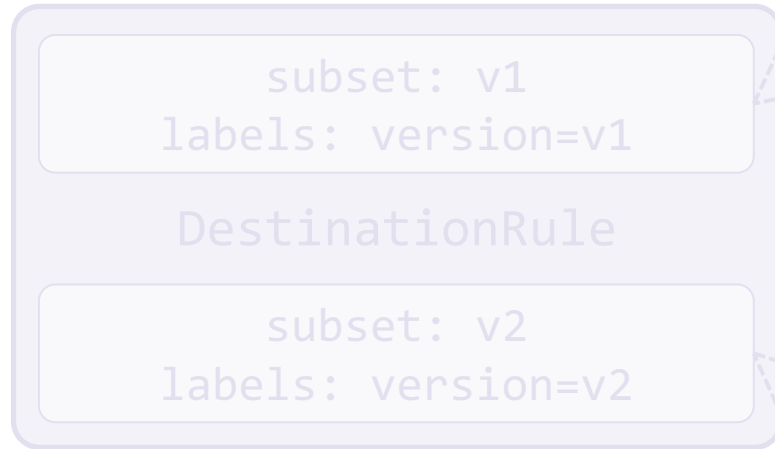 subset: v1
labels: version=v1
DestinationRule
subset: v2
labels: version=v2